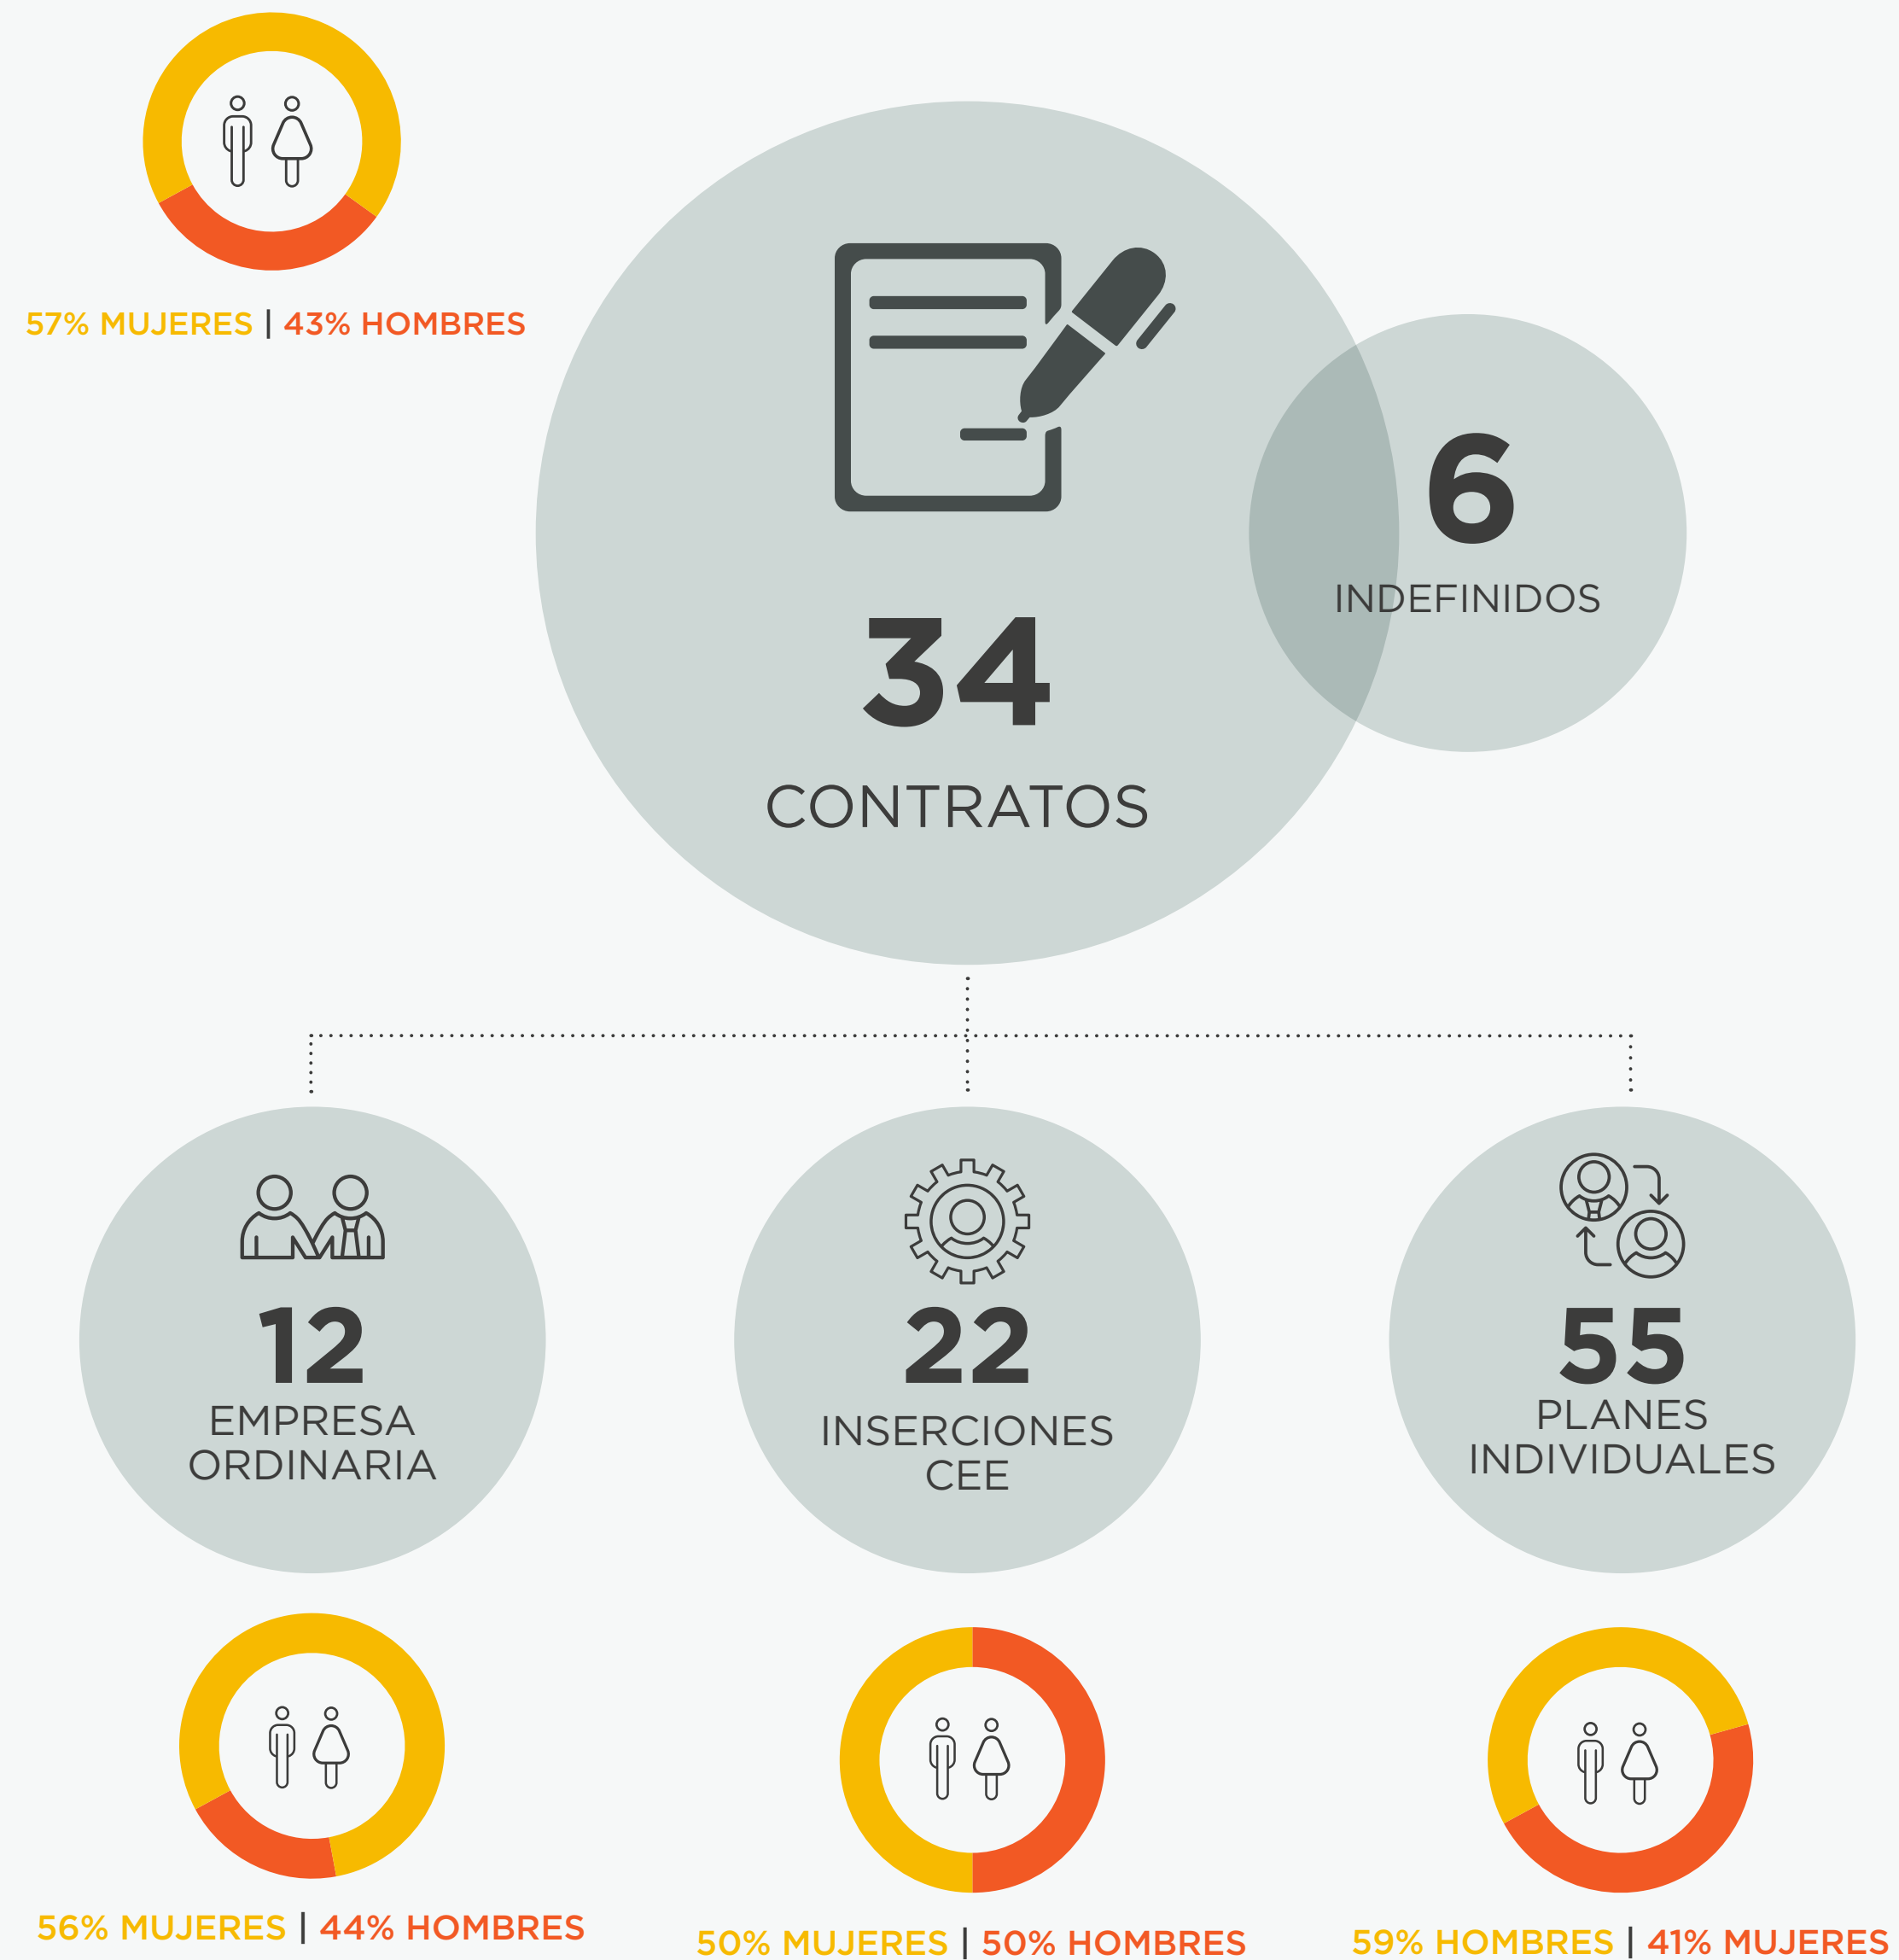 57% MUJERES | 43% HOMBRES
6
INDEFINIDOS
34
CONTRATOS
12
EMPRESA
ORDINARIA
22
INSERCIONES
CEE
55
PLANES
INDIVIDUALES
56% MUJERES | 44% HOMBRES
50% MUJERES | 50% HOMBRES
59% HOMBRES | 41% MUJERES